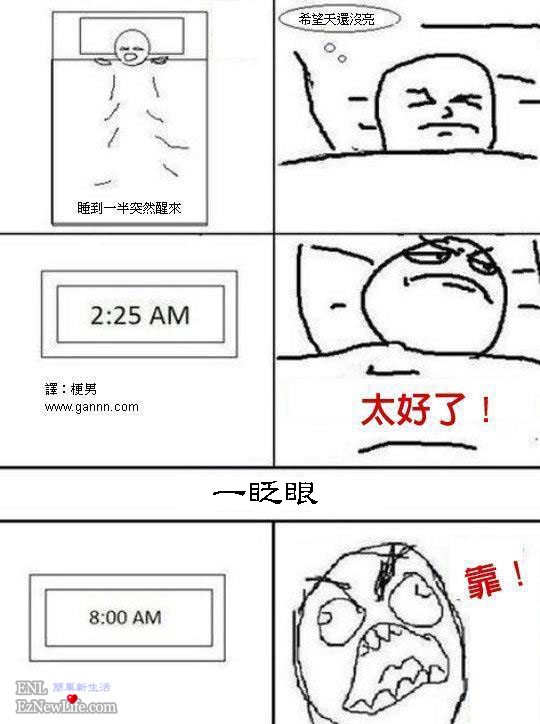 睡到一半突然醒來
希望天還沒亮
2:25 AM
譯：梗男
www.gannn.com
太好了！
一眨眼
8:00 AM
靠！
ENL 簡單新生活
EzNewLife.com